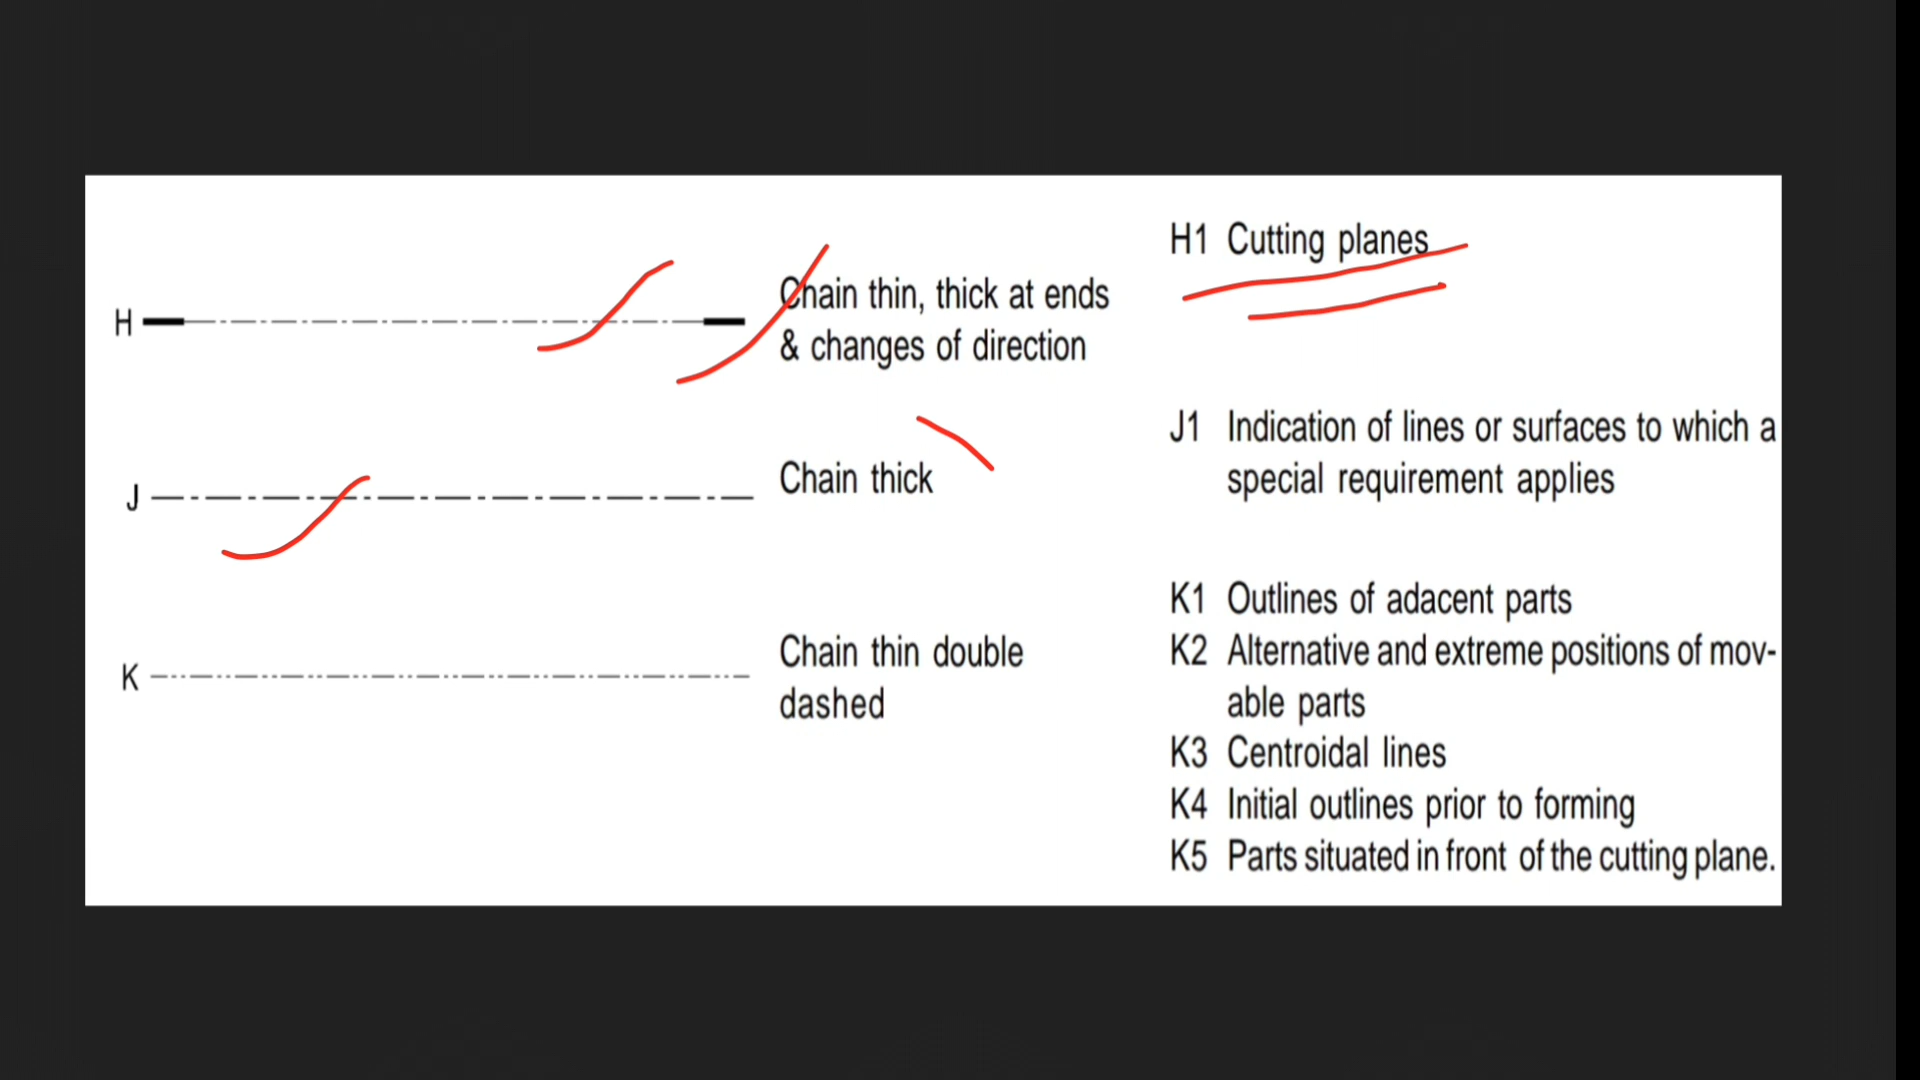 H
Chain thin, thick at ends
& changes of direction
H1 Cutting planes
J
Chain thick
J1 Indication of lines or surfaces to which a
special requirement applies
K
Chain thin double
dashed
K1 Outlines of adacent parts
K2 Alternative and extreme positions of mov-
able parts
K3 Centroidal lines
K4 Initial outlines prior to forming
K5 Parts situated in front of the cutting plane.